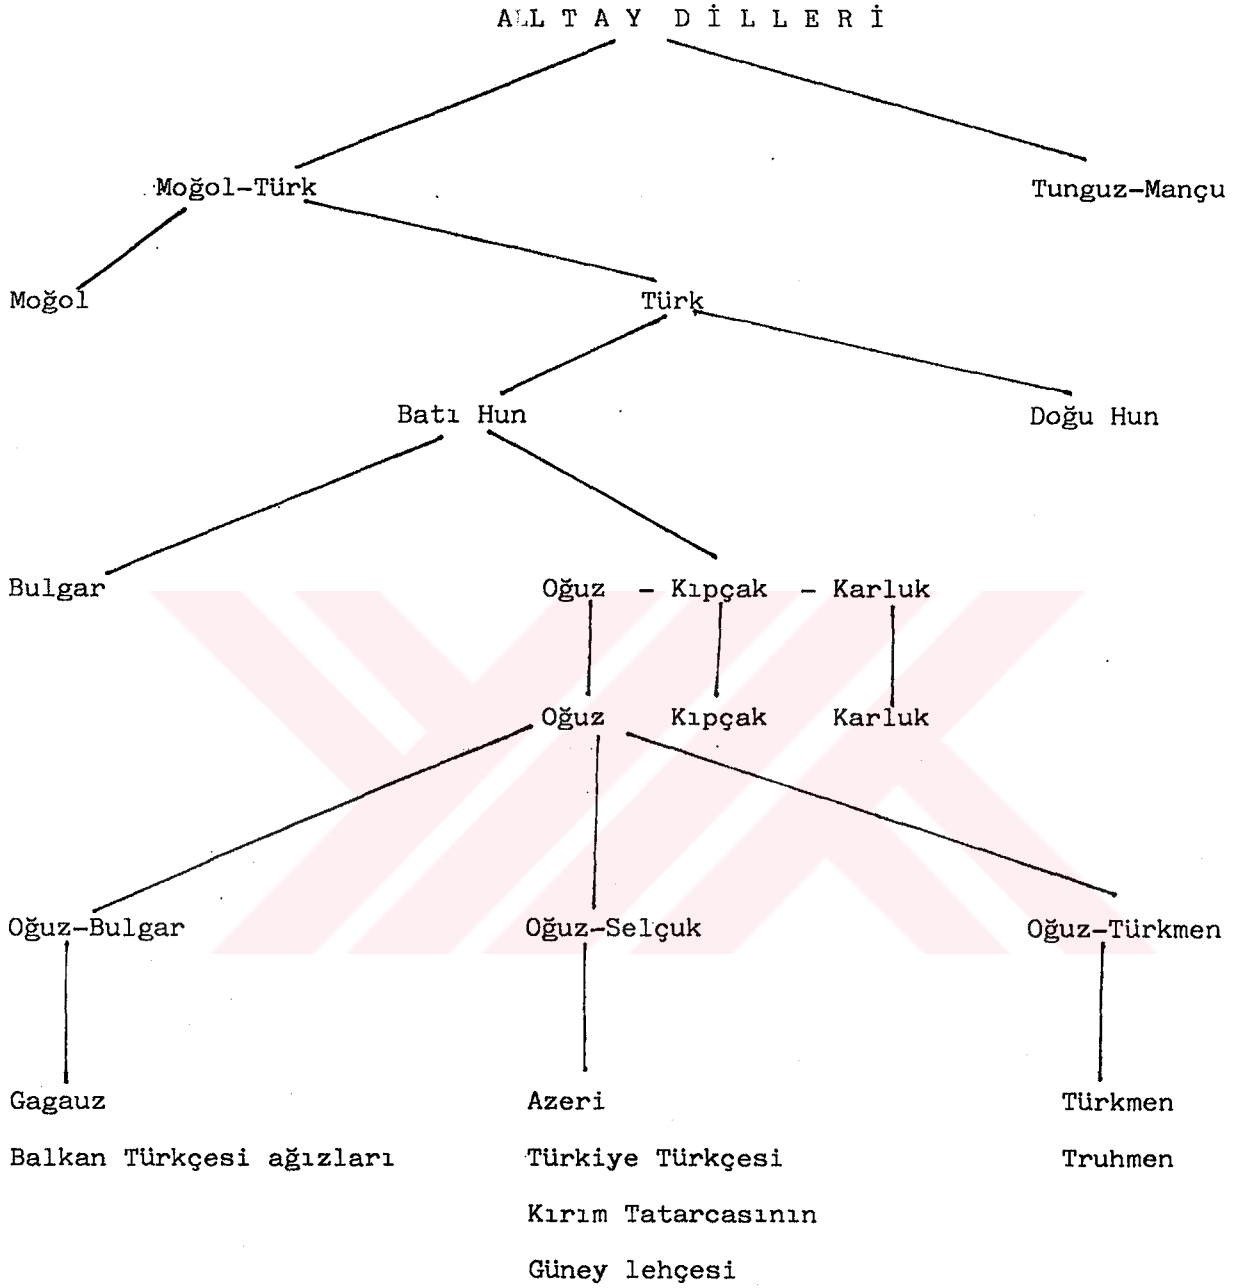 ALLTAY DİLLERİ
Moğol-Türk Tunguz-Mançu
Moğol Türk
Batı Hun Doğu Hun
Bulgar Oğuz - Kıpçak - Karluk
Oğuz Kıpçak Karluk
Oğuz-Bulgar Oğuz-Selçuk Oğuz-Türkmen
Gagauz Azeri Türkmen
Balkan Türkçesi ağızları Türkiye Türkçesi Truhmen
Kırım Tatarcasının
Güney lehçesi